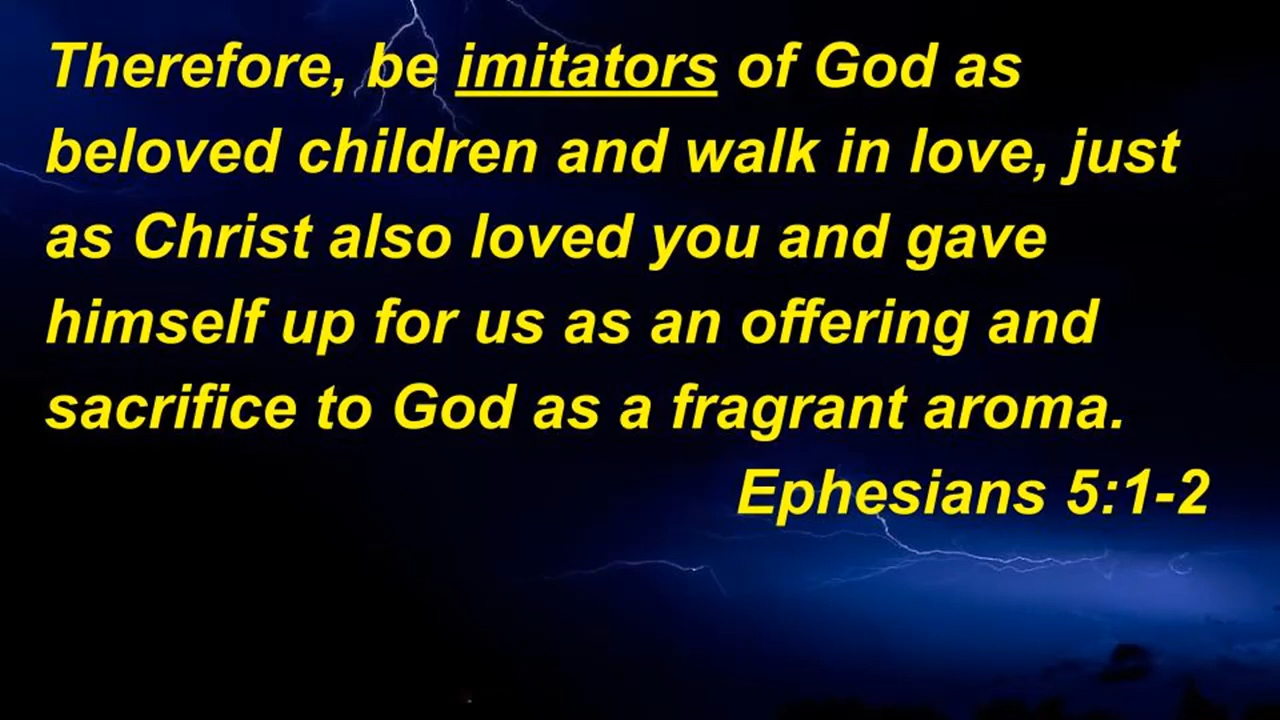 Therefore, be imitators of God as
beloved children and walk in love, just
as Christ also loved you and gave
himself up for us as an offering and
sacrifice to God as a fragrant aroma.
Ephesians 5:1-2